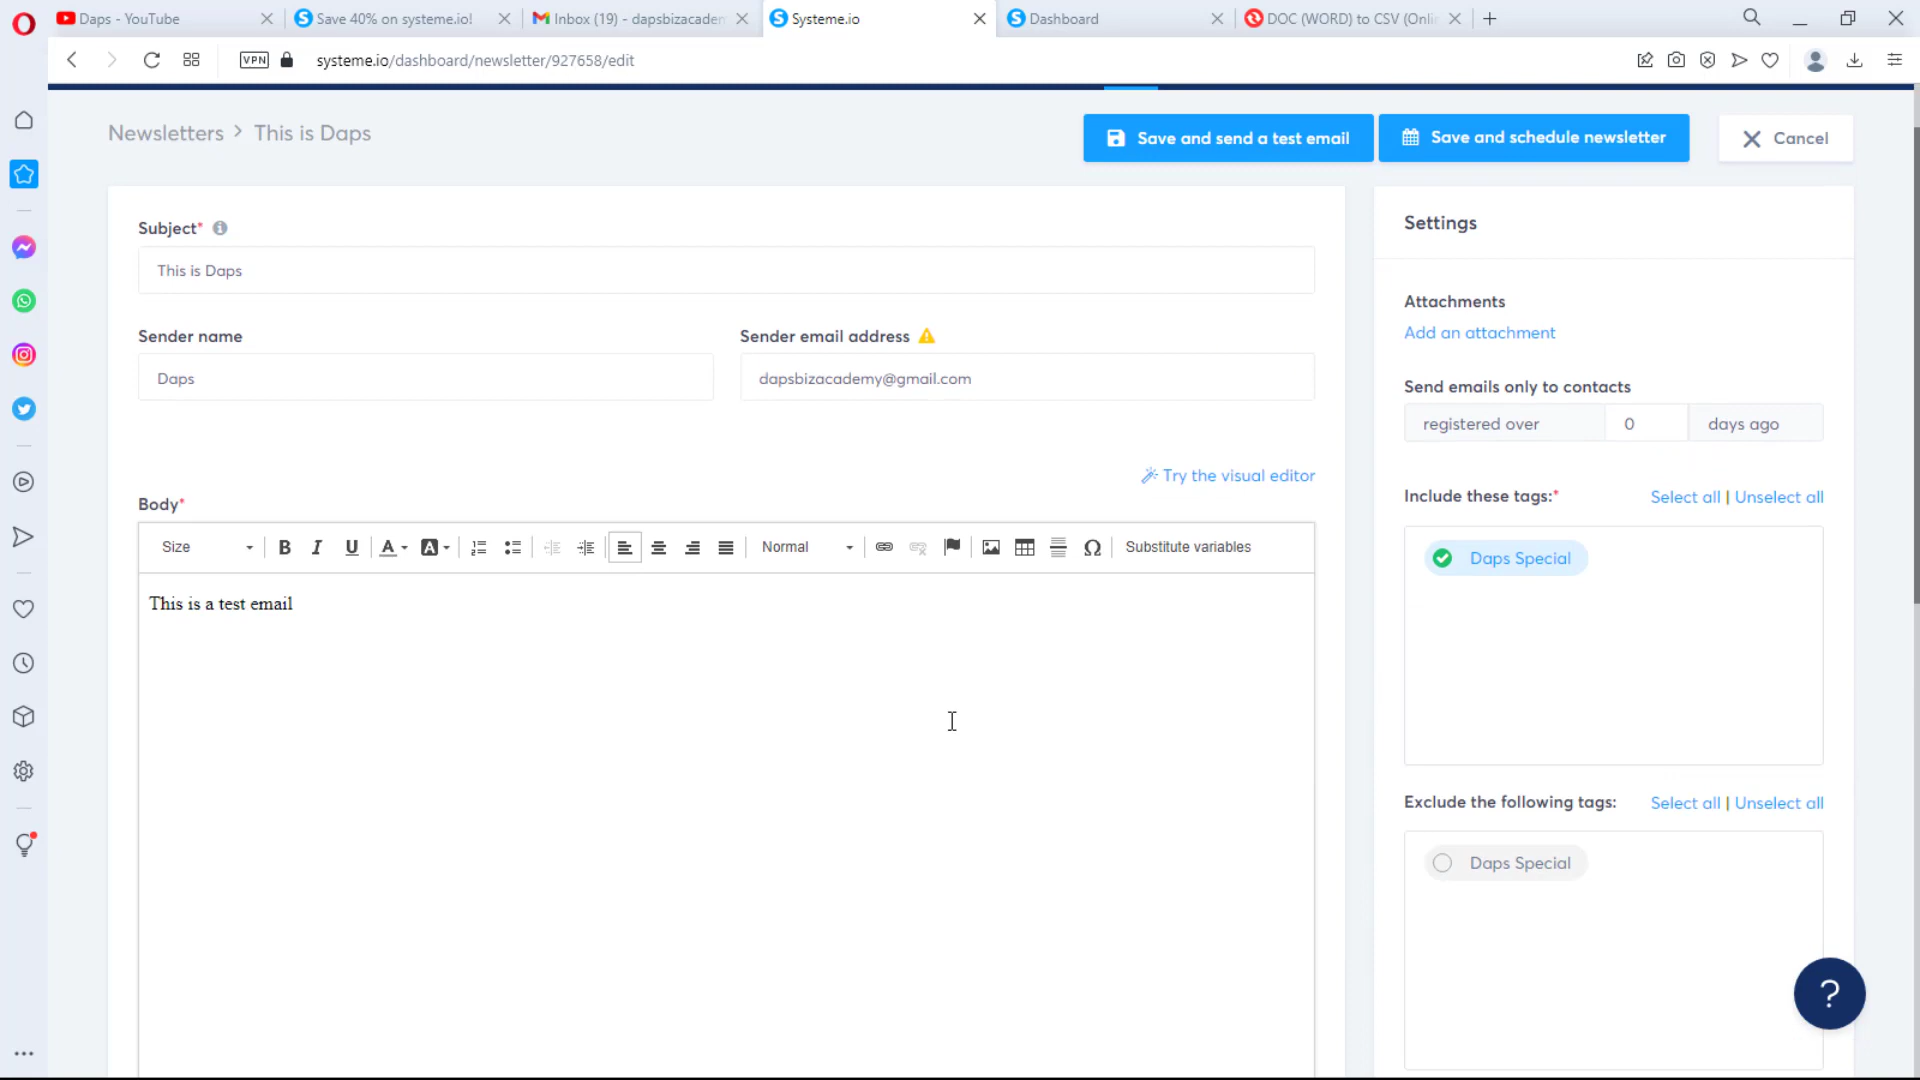 Daps - YouTube
Save 40% on systeme.io!
Inbox (19) - dapsbizacadem
Systeme.io
Dashboard
DOC (WORD) to CSV (Onli
VPN
systeme.io/dashboard/newsletter/927658/edit
Newsletters > This is Daps
Save and send a test email
Save and schedule newsletter
Cancel
Subject*
This is Daps
Sender name
Daps
Sender email address
dapsbizacademy@gmail.com
Try the visual editor
Body*
Size
B I U A A
Normal
Ω
Substitute variables
This is a test email
Settings
Attachments
Add an attachment
Send emails only to contacts
registered over 0 days ago
Include these tags:* Select all | Unselect all
Daps Special
Exclude the following tags: Select all | Unselect all
Daps Special
?